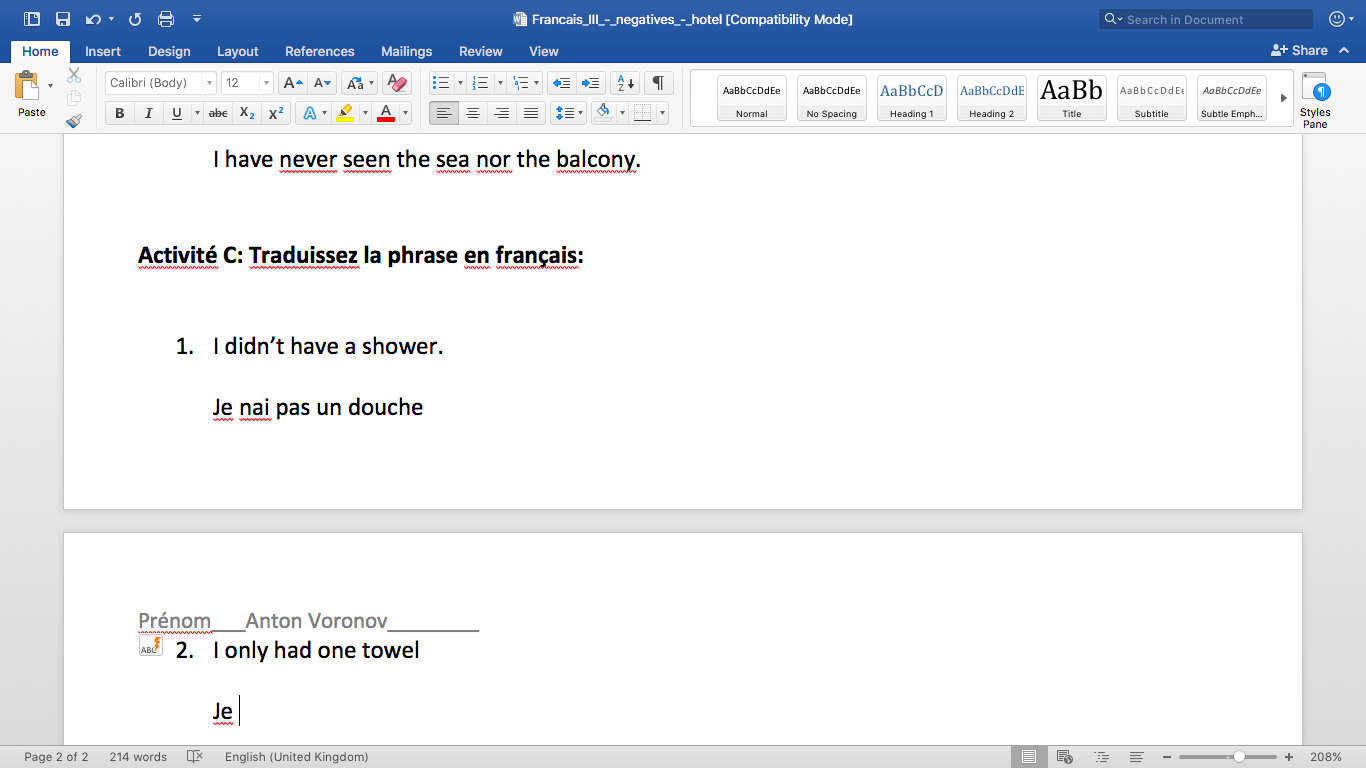 Francais_III_-_negatives_-_hotel [Compatibility Mode]
Search in Document
Home Insert Design Layout References Mailings Review View
Share
Paste
Calibri (Body) 12
A A Aa A
B I U abc X₂ X² A A
AaBbCcDdEe AaBbCcDdEe AaBbCcD AaBbCcDdE AaBb AaBbCcDdEe AaBbCcDdEe
Normal No Spacing Heading 1 Heading 2 Title Subtitle Subtle Emph...
Styles
Pane
I have never seen the sea nor the balcony.
Activité C: Traduissez la phrase en français:
1. I didn’t have a shower.
Je nai pas un douche
Prénom___Anton Voronov________
2. I only had one towel
Je
Page 2 of 2 214 words English (United Kingdom) 208%